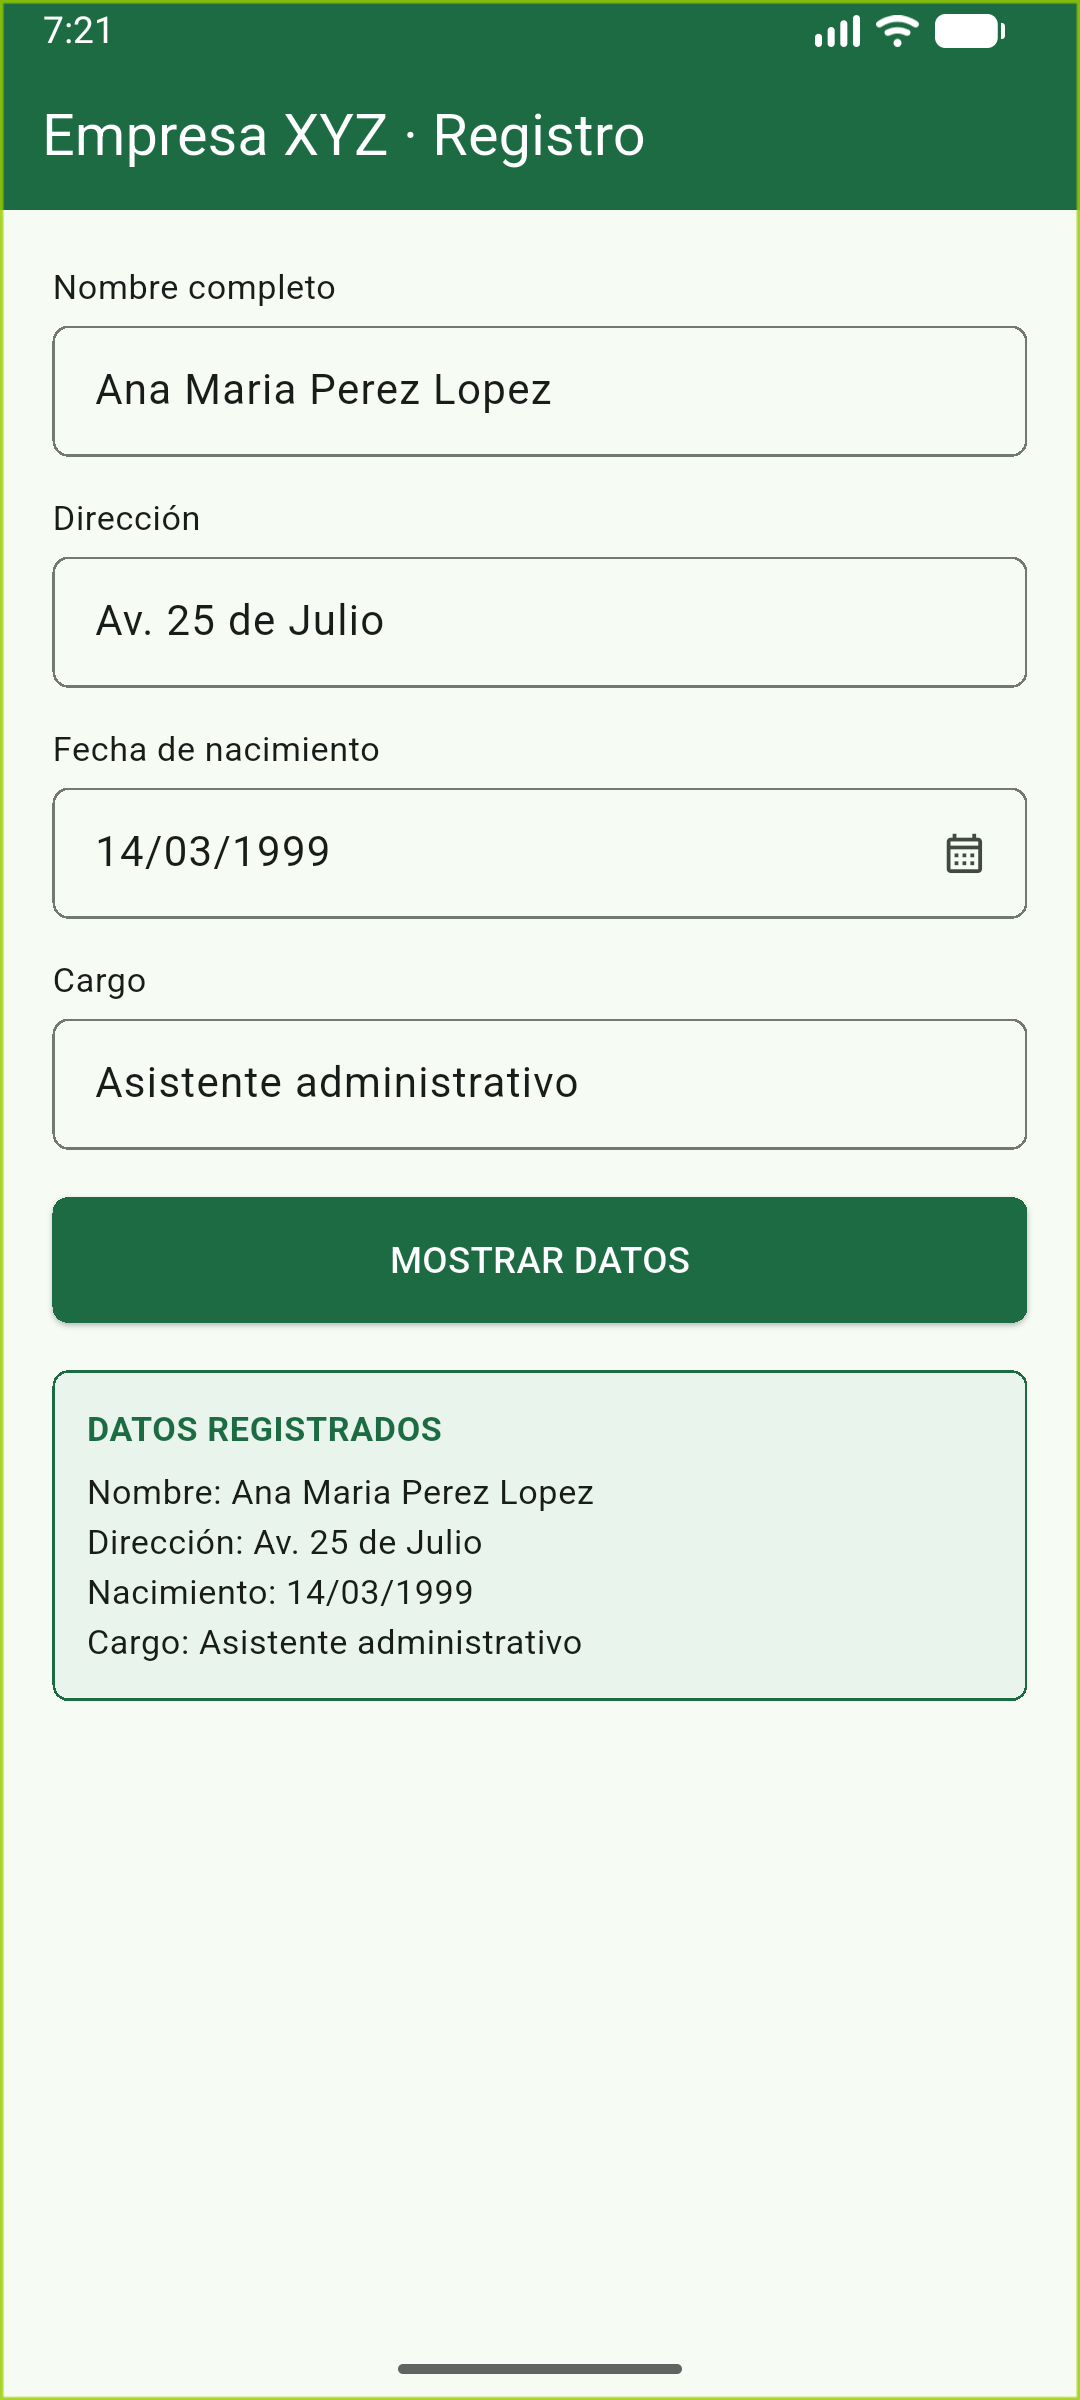 7:21
Empresa XYZ · Registro
Nombre completo
Ana Maria Perez Lopez
Dirección
Av. 25 de Julio
Fecha de nacimiento
14/03/1999
Cargo
Asistente administrativo
MOSTRAR DATOS
DATOS REGISTRADOS
Nombre: Ana Maria Perez Lopez
Dirección: Av. 25 de Julio
Nacimiento: 14/03/1999
Cargo: Asistente administrativo